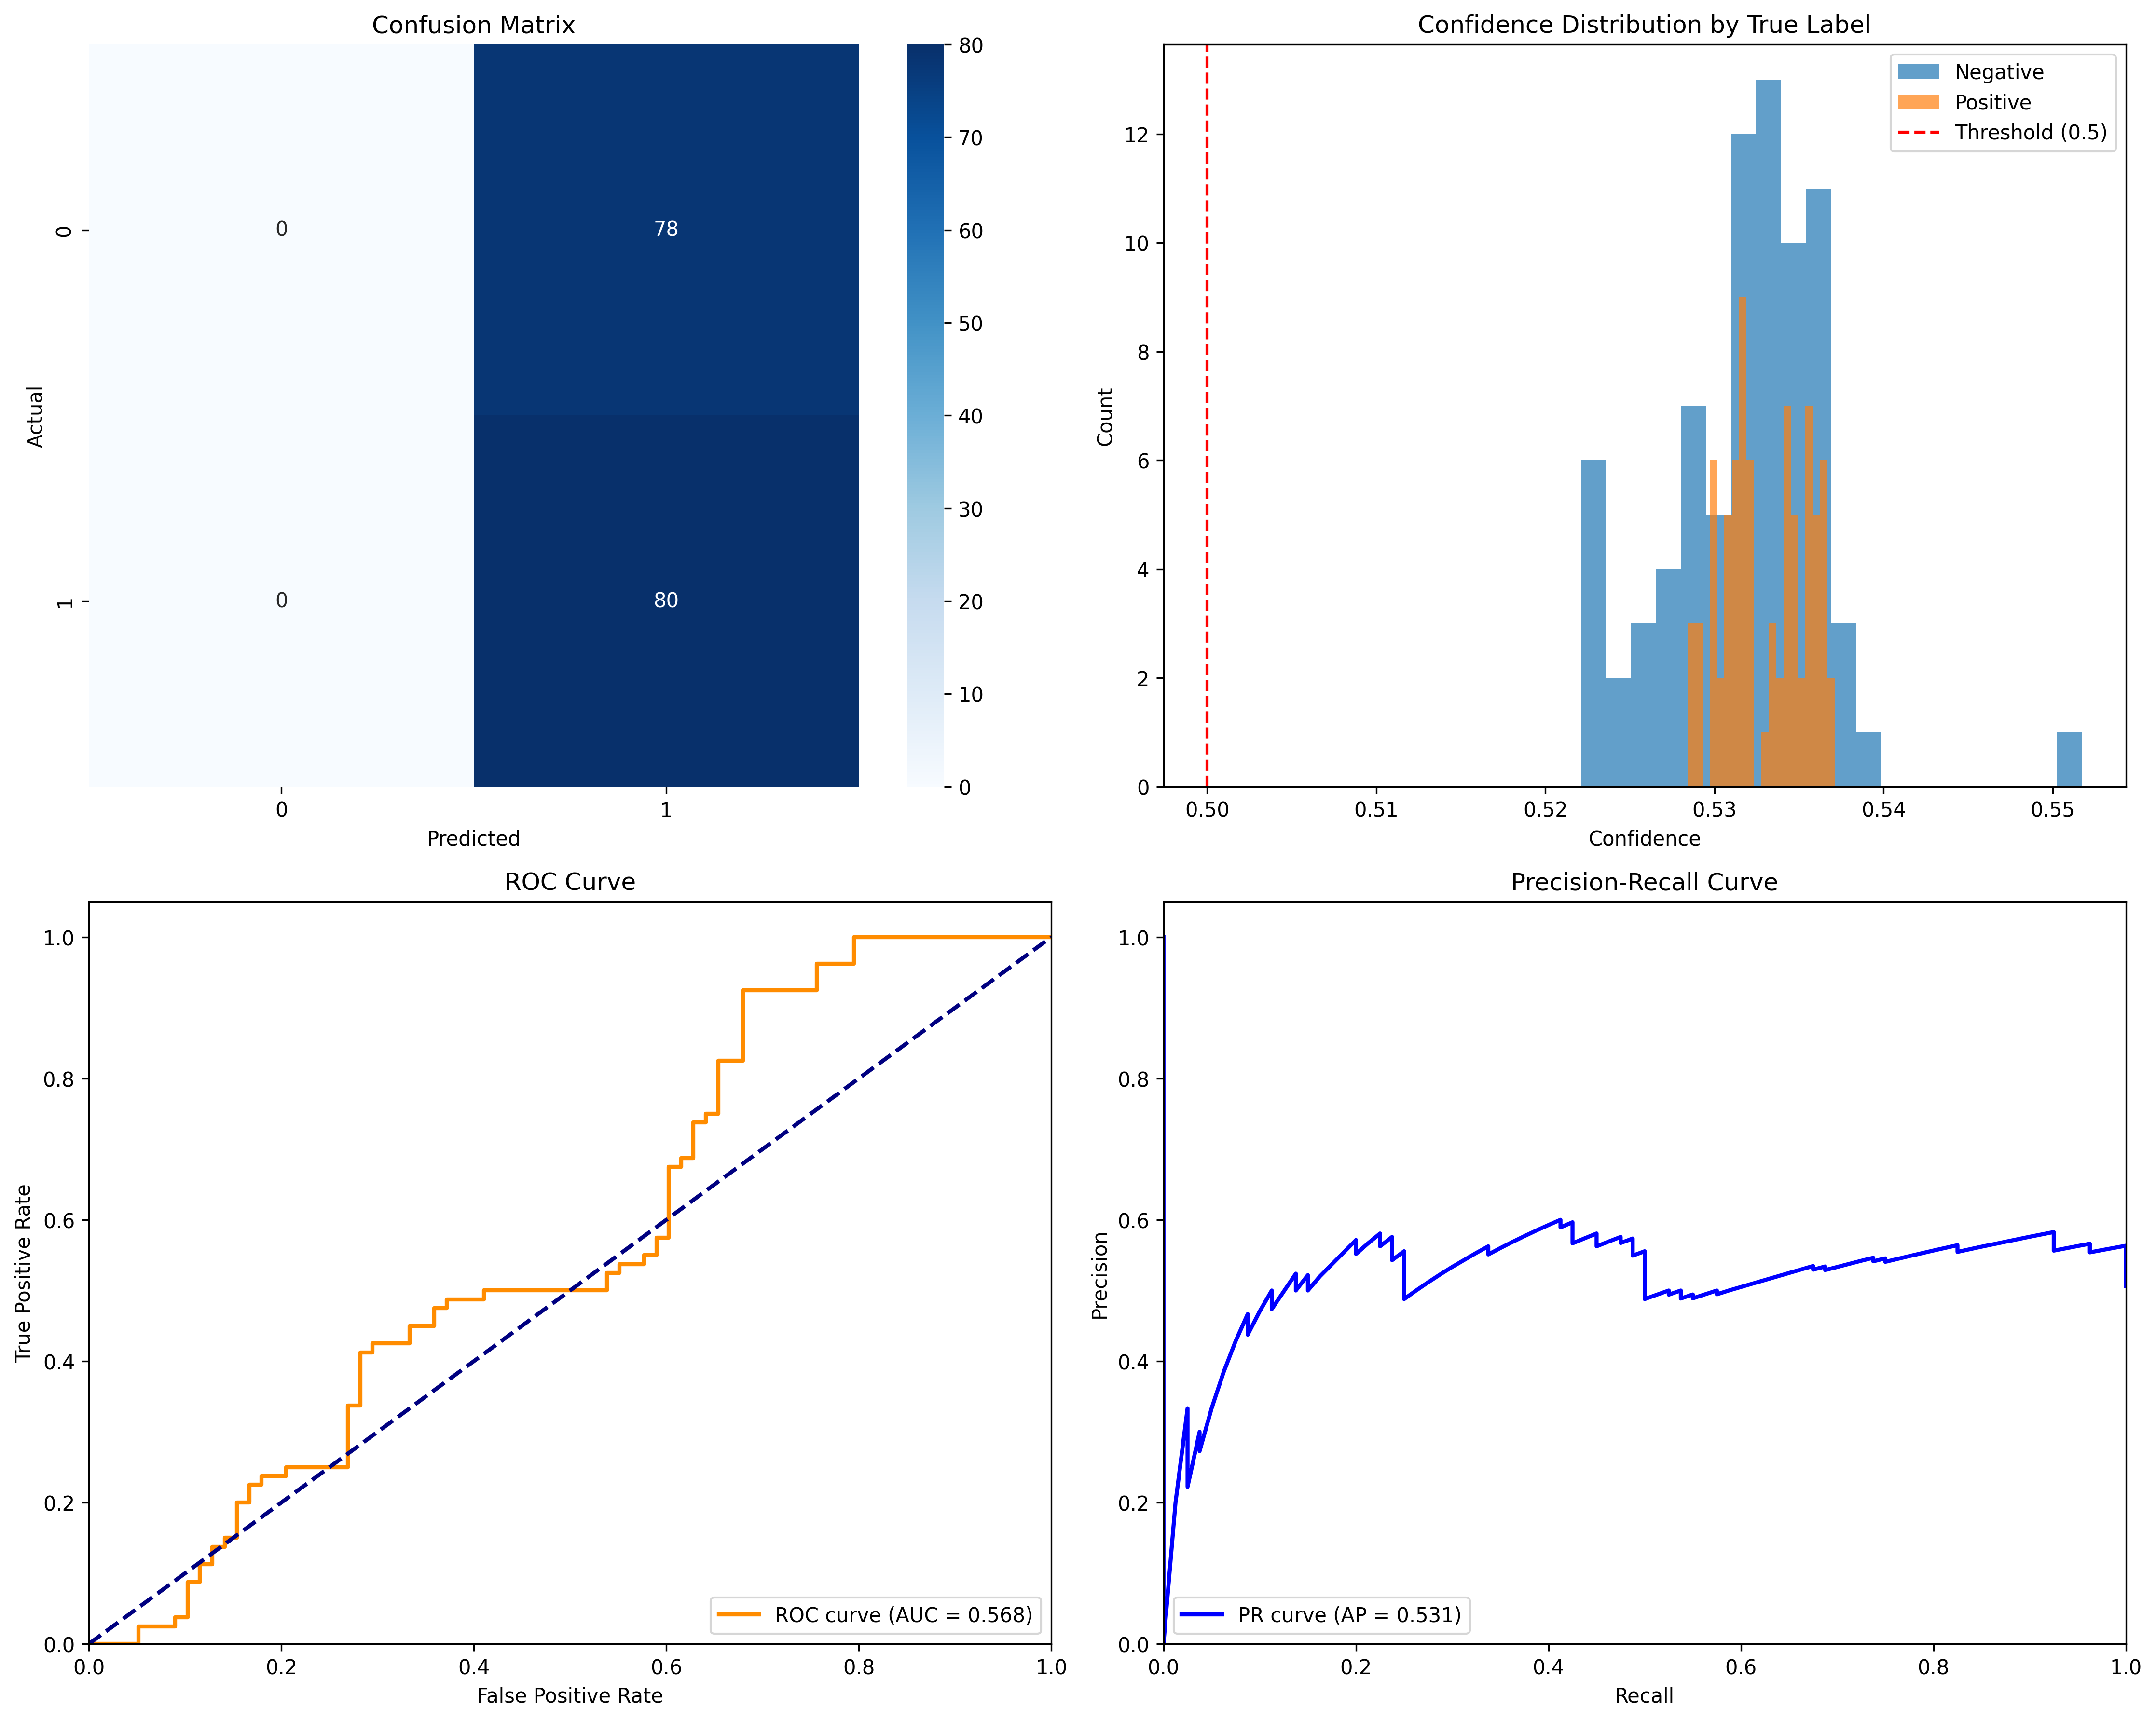 Confusion Matrix
0
78
0
80
0
1
Actual
0
1
Predicted
80
70
60
50
40
30
20
10
0
Confidence Distribution by True Label
Negative
Positive
Threshold (0.5)
12
10
8
6
4
2
0
Count
0.50 0.51 0.52 0.53 0.54 0.55
Confidence
ROC Curve
1.0
0.8
0.6
0.4
0.2
0.0
True Positive Rate
ROC curve (AUC = 0.568)
0.0 0.2 0.4 0.6 0.8 1.0
False Positive Rate
Precision-Recall Curve
1.0
0.8
0.6
0.4
0.2
0.0
Precision
PR curve (AP = 0.531)
0.0 0.2 0.4 0.6 0.8 1.0
Recall